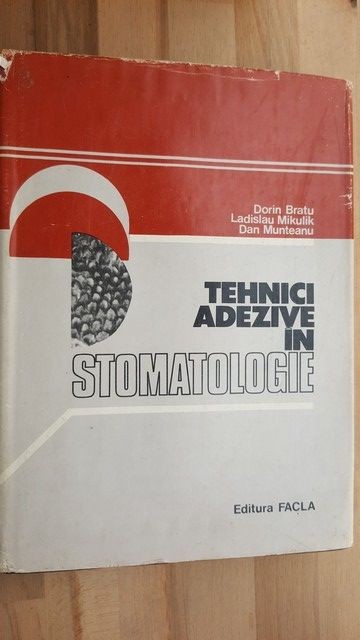 Dorin Bratu
Ladislau Mikulik
Dan Munteanu
TEHNICI
ADEZIVE
ÎN
STOMATOLOGIE
Editura FACLA